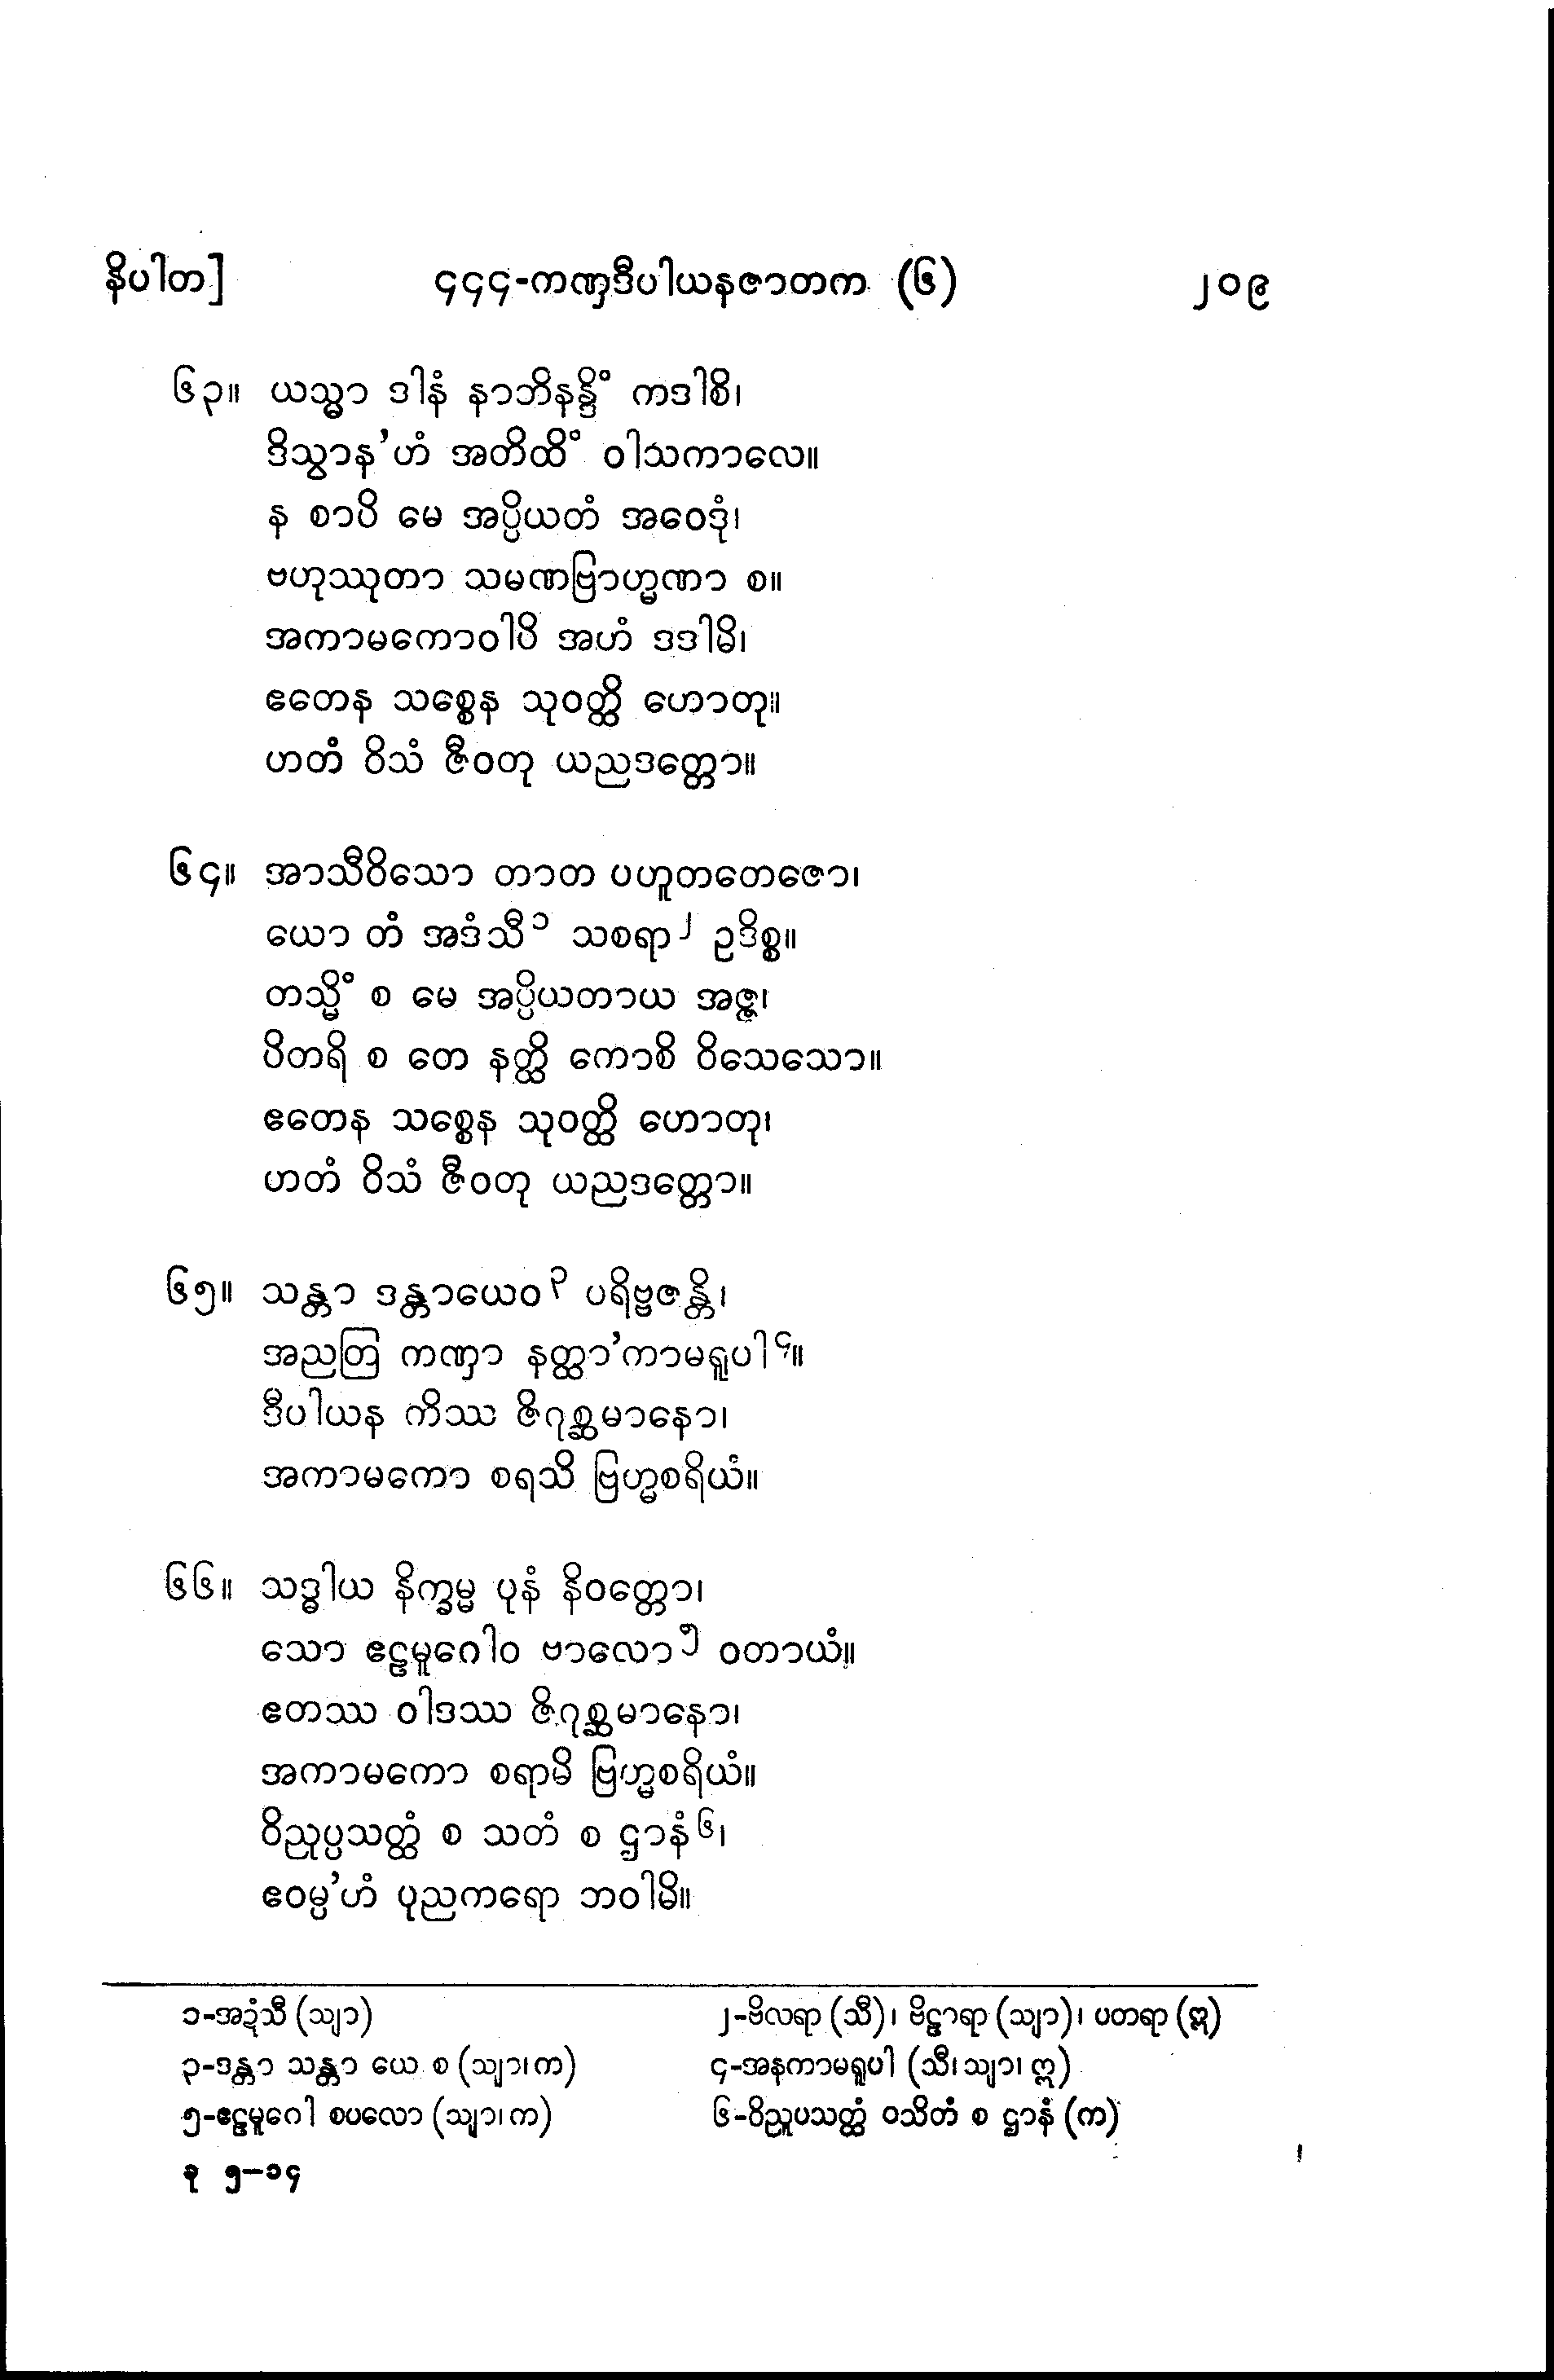 နိပါတ]    ၄၄၄-ကဏှဒီပါယနဇာတက (၆)    ၂၀၉
၆၃။ ယသ္မာ ဒါနံ နာဘိနန္ဒိံ ကဒါစိ၊
ဒိသွာန’ဟံ အတိထိံ ဝါသကာလေ။
န စာပိ မေ အပ္ပိယတံ အဝေဒုံ၊
ဗဟုဿုတာ သမဏဗြာဟ္မဏာ စ။
အကာမကောဝါပိ အဟံ ဒဒါမိ၊
ဧတေန သစ္စေန သုဝတ္ထိ ဟောတု။
ဟတံ ဝိသံ ဇီဝတု ယညဒတ္တော။
၆၄။ အာသီဝိသော တာတ ပဟူတတေဇော၊
ယော တံ အဒံသီ၁ သစရာ၂ ဥဒိစ္စ။
တသ္မိံ စ မေ အပ္ပိယတာယ အဇ္ဇ၊
ပိတရိ စ တေ နတ္ထိ ကောစိ ဝိသေသော။
ဧတေန သစ္စေန သုဝတ္ထိ ဟောတု၊
ဟတံ ဝိသံ ဇီဝတု ယညဒတ္တော။
၆၅။ သန္တာ ဒန္တာယေဝ၃ ပရိဗ္ဗဇန္တိ၊
အညတြ ကဏှာ နတ္ထာ’ကာမရူပါ၄။
ဒီပါယန ကိဿ ဇိဂုစ္ဆမာနော၊
အကာမကော စရသိ ဗြဟ္မစရိယံ။
၆၆။ သဒ္ဓါယ နိက္ခမ္မ ပုနံ နိဝတ္တော၊
သော ဧဠမူဂေါဝ ဗာလော၅ ဝတာယံ။
ဧတဿ ဝါဒဿ ဇိဂုစ္ဆမာနော၊
အကာမကော စရာမိ ဗြဟ္မစရိယံ။
ဝိညုပ္ပသတ္ထံ စ သတံ စ ဌာနံ၆၊
ဧဝမ္ပ’ဟံ ပုညကရော ဘဝါမိ။
၁-အဍံသီ (သျာ)    ၂-ဗိလရာ (သီ)၊ ဗိဠာရာ (သျာ)၊ ပတရာ (ဣ)
၃-ဒန္တာ သန္တာ ယေ စ (သျာ၊ က)    ၄-အနကာမရူပါ (သီ၊ သျာ၊ ဣ)
၅-ဧဠမူဂေါ စပလော (သျာ၊ က)    ၆-ဝိညူပသတ္ထံ ဝသိတံ စ ဌာနံ (က)
ခု ၅-၁၄